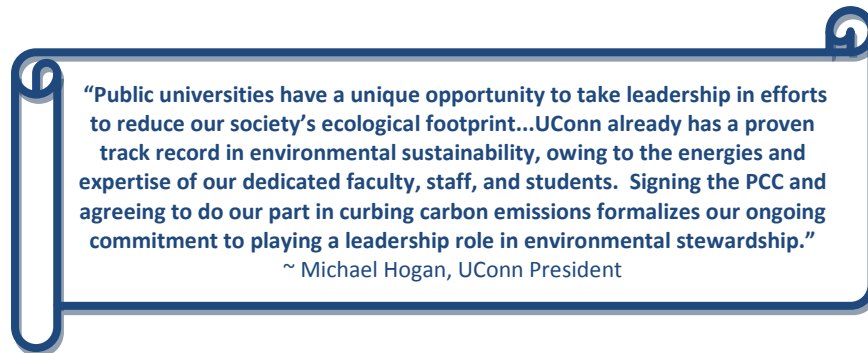 “Public universities have a unique opportunity to take leadership in efforts
to reduce our society’s ecological footprint...UConn already has a proven
track record in environmental sustainability, owing to the energies and
expertise of our dedicated faculty, staff, and students.  Signing the PCC and
agreeing to do our part in curbing carbon emissions formalizes our ongoing
commitment to playing a leadership role in environmental stewardship.”
~ Michael Hogan, UConn President